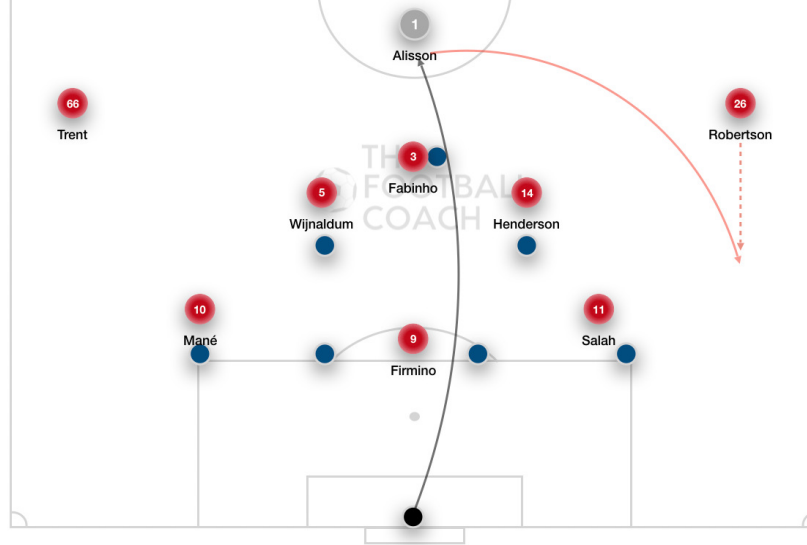 1
Alisson
66
Trent
26
Robertson
3
Fabinho
THE
FOOTBALL
COACH
5
Wijnaldum
14
Henderson
10
Mané
11
Salah
9
Firmino